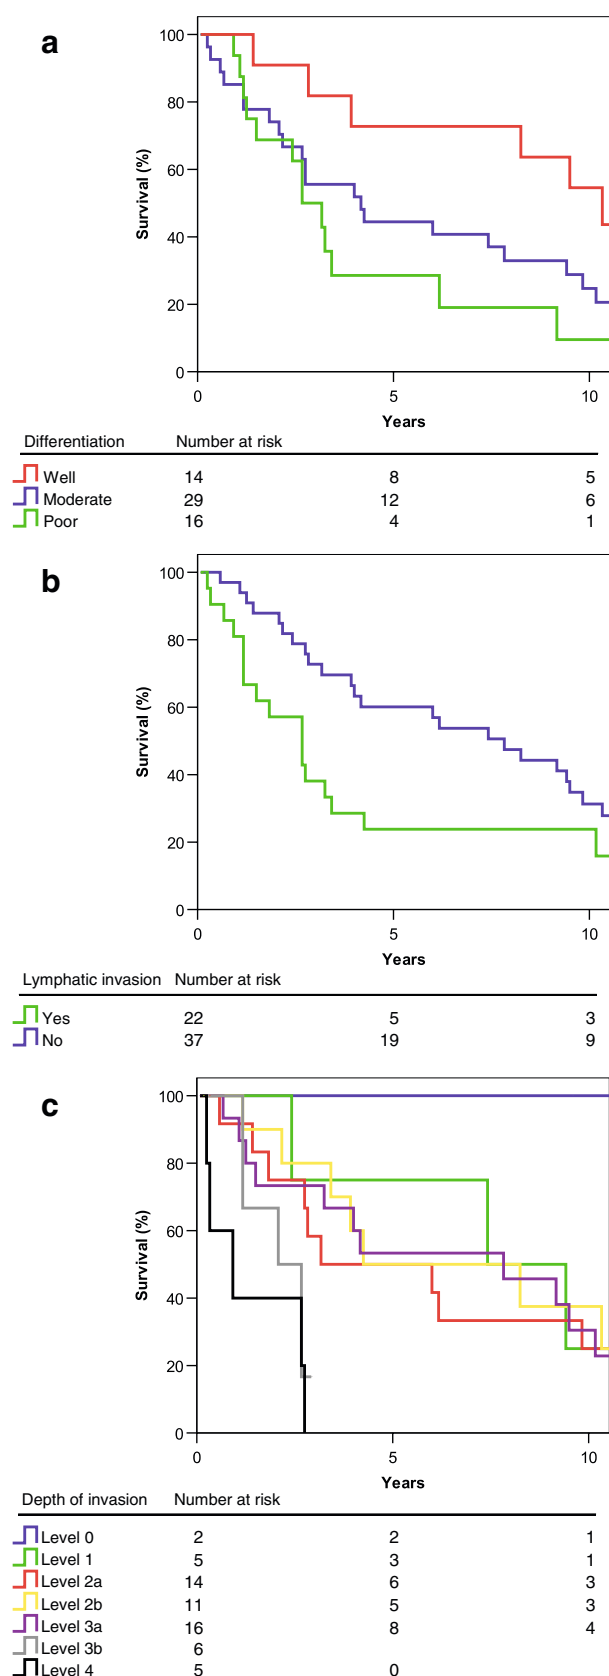 a
100
80
60
40
20
0
Survival (%)
0 5 10
Years
Differentiation Number at risk
Well 14 8 5
Moderate 29 12 6
Poor 16 4 1
b
100
80
60
40
20
0
Survival (%)
0 5 10
Years
Lymphatic invasion Number at risk
Yes 22 5 3
No 37 19 9
c
100
80
60
40
20
0
Survival (%)
0 5 10
Years
Depth of invasion Number at risk
Level 0 2 2 1
Level 1 5 3 1
Level 2a 14 6 3
Level 2b 11 5 3
Level 3a 16 8 4
Level 3b 6
Level 4 5 0